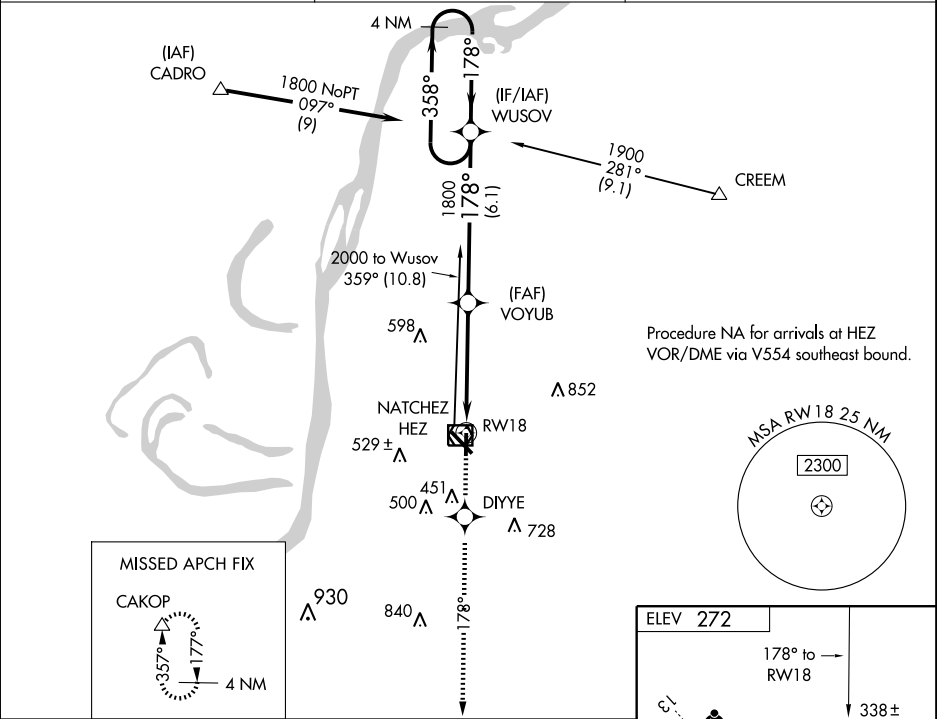 4 NM
(IAF)
CADRO
1800 NoPT
097°
(9)
358°
178°
(IF/IAF)
WUSOV
1900
281°
(9.1)
CREEM
1800
178°
(6.1)
2000 to Wusov
359° (10.8)
(FAF)
VOYUB
598
Procedure NA for arrivals at HEZ
VOR/DME via V554 southeast bound.
852
NATCHEZ
HEZ
RW18
529 ±
MSA RW18 25 NM
2300
451
500
DIYYE
728
MISSED APCH FIX
CAKOP
357°
177°
4 NM
930
840
178°
ELEV 272
178° to
RW18
13
338 ±